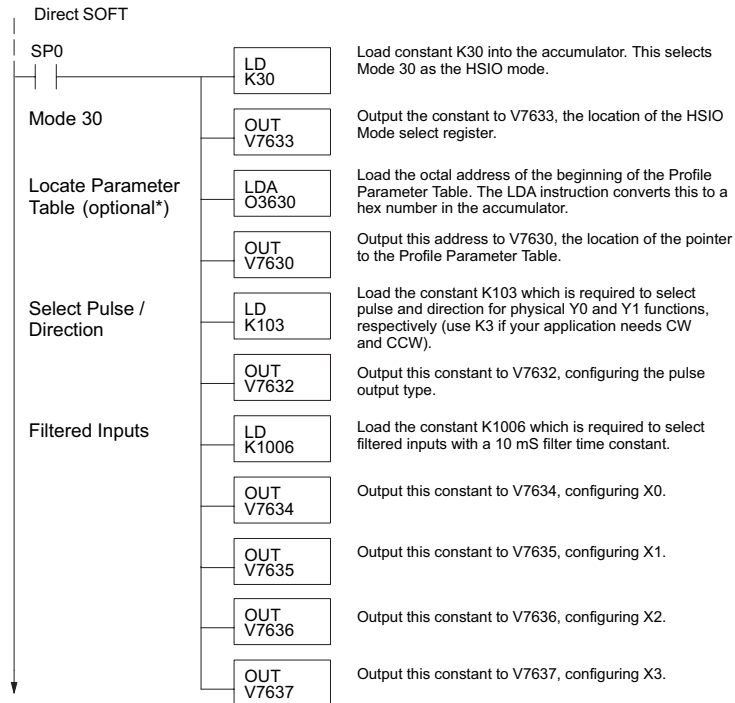 Direct SOFT
SP0
LD
K30
Load constant K30 into the accumulator. This selects
Mode 30 as the HSIO mode.
Mode 30
OUT
V7633
Output the constant to V7633, the location of the HSIO
Mode select register.
Locate Parameter
Table (optional*)
LDA
O3630
Load the octal address of the beginning of the Profile
Parameter Table. The LDA instruction converts this to a
hex number in the accumulator.
OUT
V7630
Output this address to V7630, the location of the pointer
to the Profile Parameter Table.
Select Pulse /
Direction
LD
K103
Load the constant K103 which is required to select
pulse and direction for physical Y0 and Y1 functions,
respectively (use K3 if your application needs CW
and CCW).
OUT
V7632
Output this constant to V7632, configuring the pulse
output type.
Filtered Inputs
LD
K1006
Load the constant K1006 which is required to select
filtered inputs with a 10 mS filter time constant.
OUT
V7634
Output this constant to V7634, configuring X0.
OUT
V7635
Output this constant to V7635, configuring X1.
OUT
V7636
Output this constant to V7636, configuring X2.
OUT
V7637
Output this constant to V7637, configuring X3.